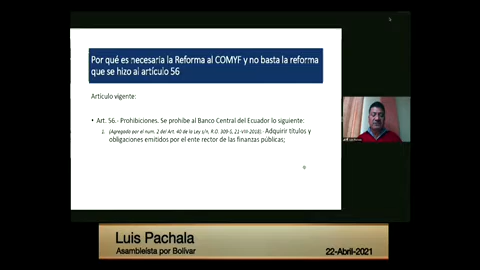 Por qué es necesaria la Reforma al COMYF y no basta la reforma
que se hizo al artículo 56
Artículo vigente:
• Art. 56.- Prohibiciones. Se prohíbe al Banco Central del Ecuador lo siguiente:
1. (Agregado por el num. 2 del Art. 40 de la Ley s/n, R.O. 309-S, 21-VIII-2018).- Adquirir títulos y
obligaciones emitidos por el ente rector de las finanzas públicas;
Luis Pachala
Asambleísta por Bolívar
22-Abril-2021